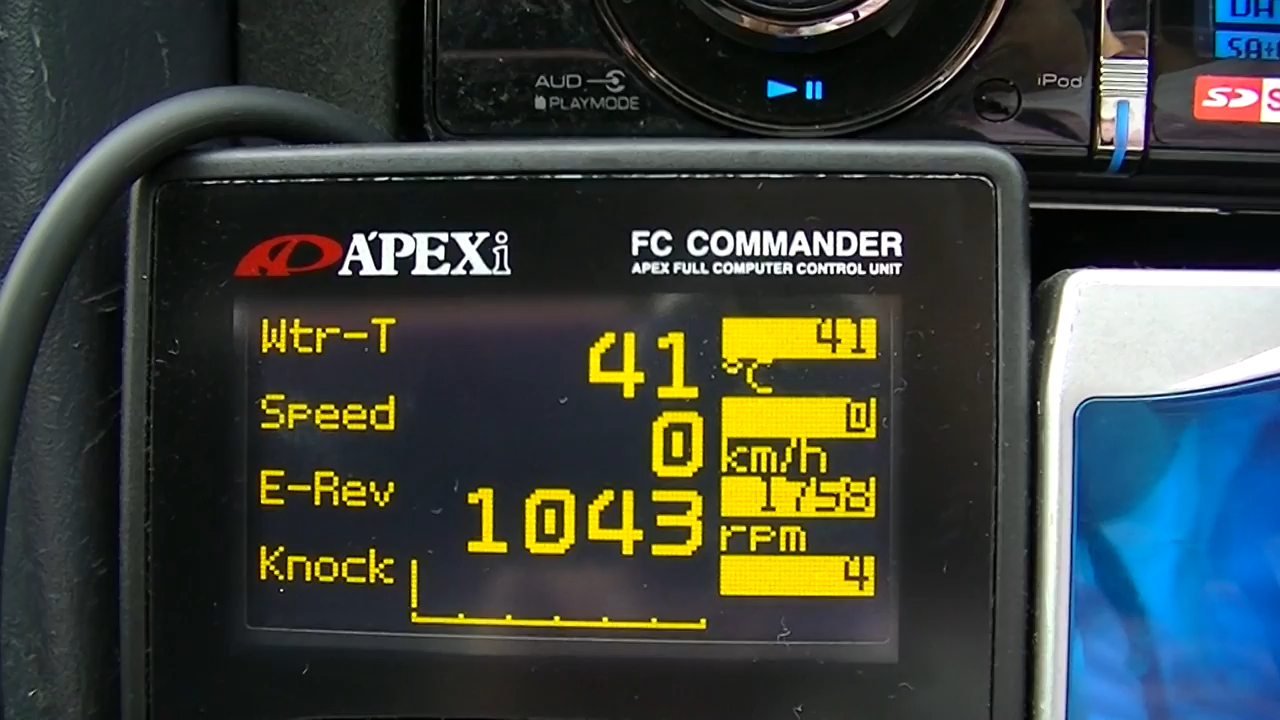 AUD
PLAYMODE
iPod
SD
A'PEXi
FC COMMANDER
APEX FULL COMPUTER CONTROL UNIT
Wtr-T 41 °C 41
Speed 0 km/h 0
E-Rev 1043 rpm 1758
Knock 4